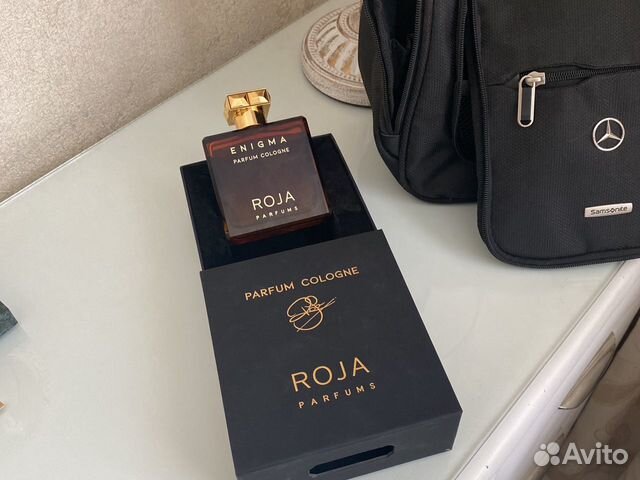 ENIGMA
PARFUM COLOGNE
ROJA
PARFUMS
PARFUM COLOGNE
ROJA
PARFUMS
Samsonite
Avito